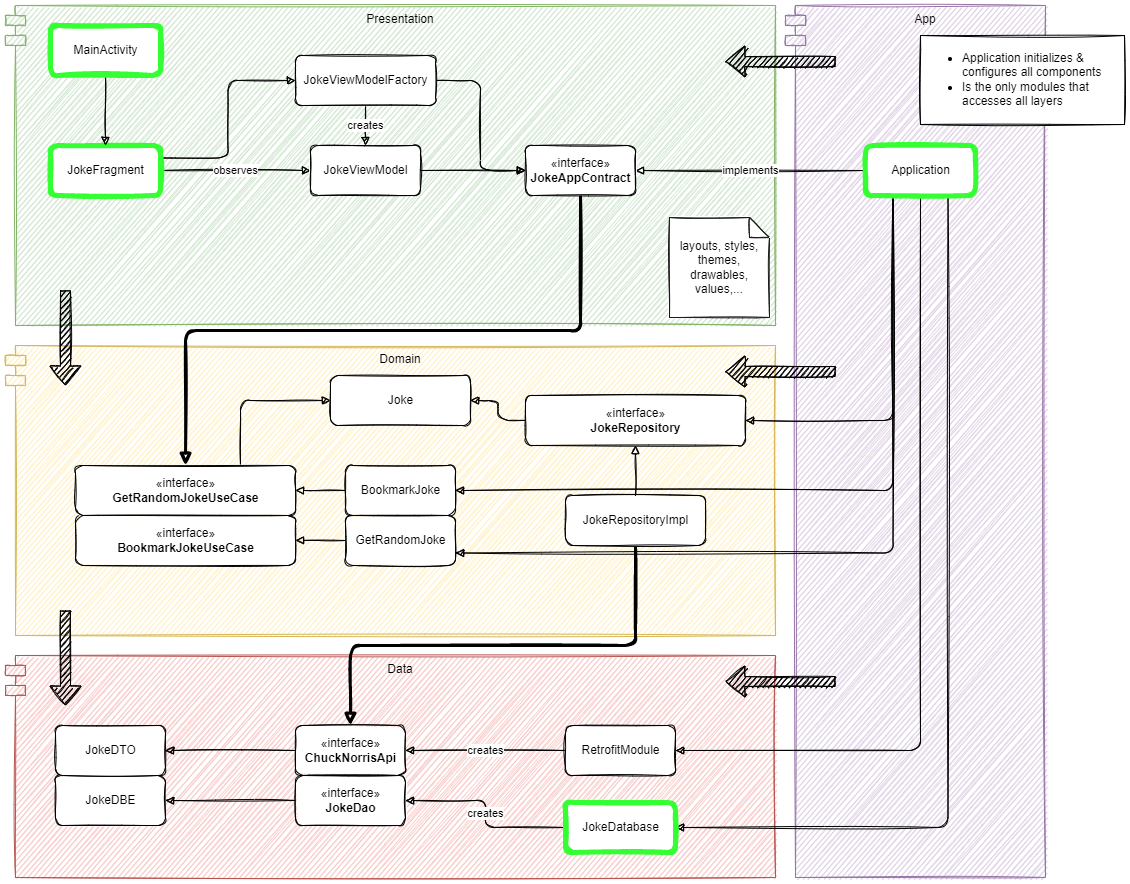 Presentation
App
MainActivity
JokeViewModelFactory
• Application initializes &
configures all components
• Is the only modules that
accesses all layers
creates
JokeFragment
observes
JokeViewModel
«interface»
JokeAppContract
implements
Application
layouts, styles,
themes,
drawables,
values,...
Domain
Joke
«interface»
JokeRepository
«interface»
GetRandomJokeUseCase
BookmarkJoke
JokeRepositoryImpl
«interface»
BookmarkJokeUseCase
GetRandomJoke
Data
JokeDTO
«interface»
ChuckNorrisApi
creates
RetrofitModule
JokeDBE
«interface»
JokeDao
creates
JokeDatabase